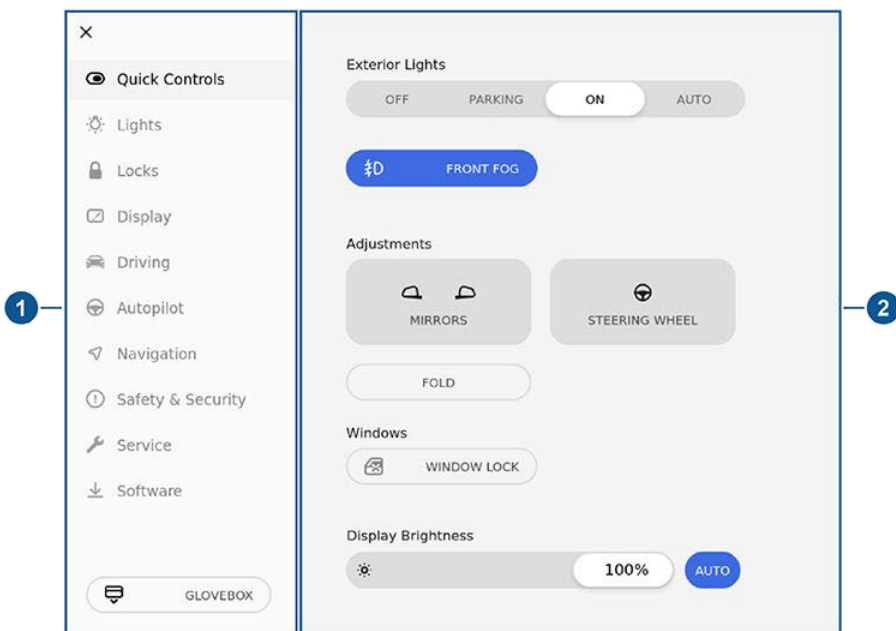 Quick Controls
Lights
Locks
Display
Driving
Autopilot
Navigation
Safety & Security
Service
Software
GLOVEBOX
1
Exterior Lights
OFF PARKING ON AUTO
FRONT FOG
Adjustments
MIRRORS STEERING WHEEL
FOLD
Windows
WINDOW LOCK
Display Brightness
100% AUTO
2